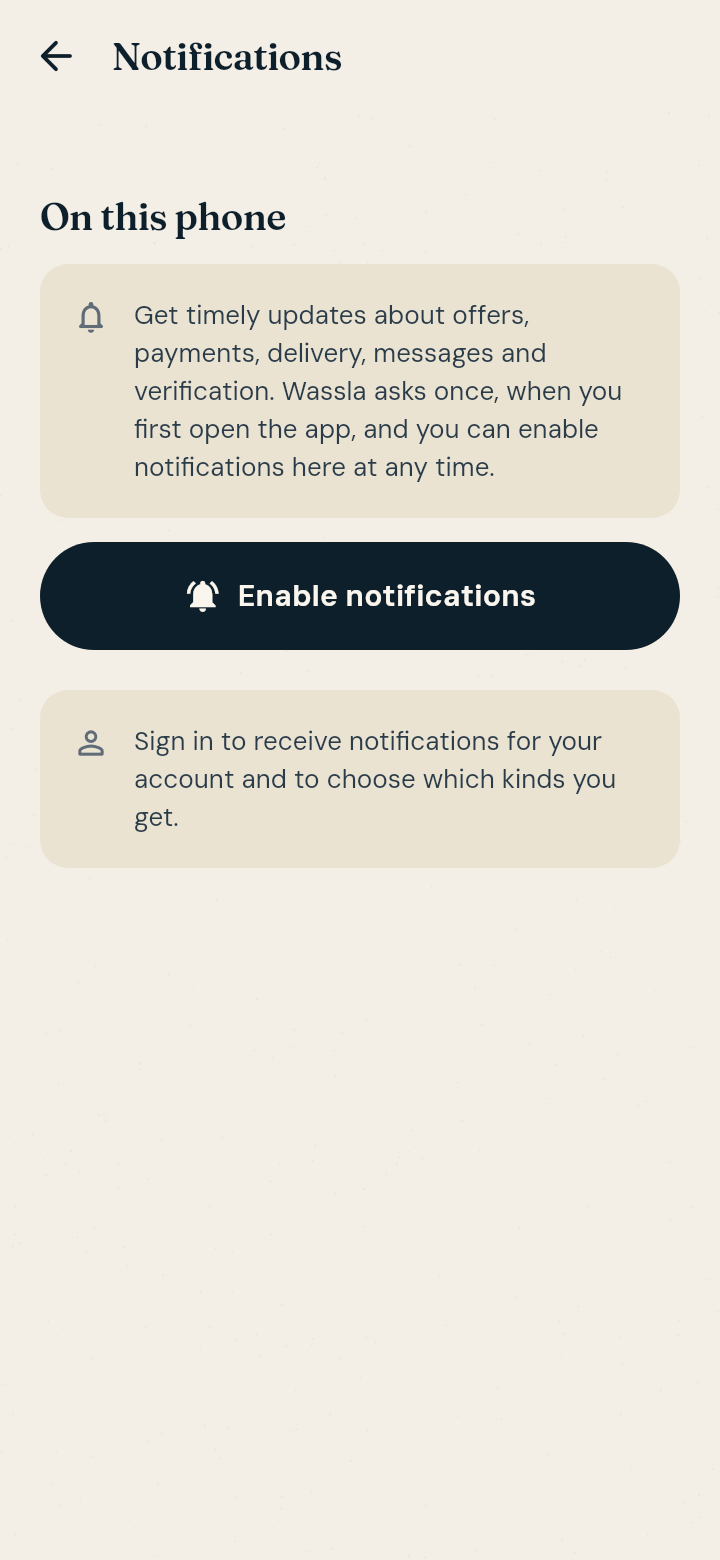 Notifications
On this phone
Get timely updates about offers,
payments, delivery, messages and
verification. Wassla asks once, when you
first open the app, and you can enable
notifications here at any time.
Enable notifications
Sign in to receive notifications for your
account and to choose which kinds you
get.